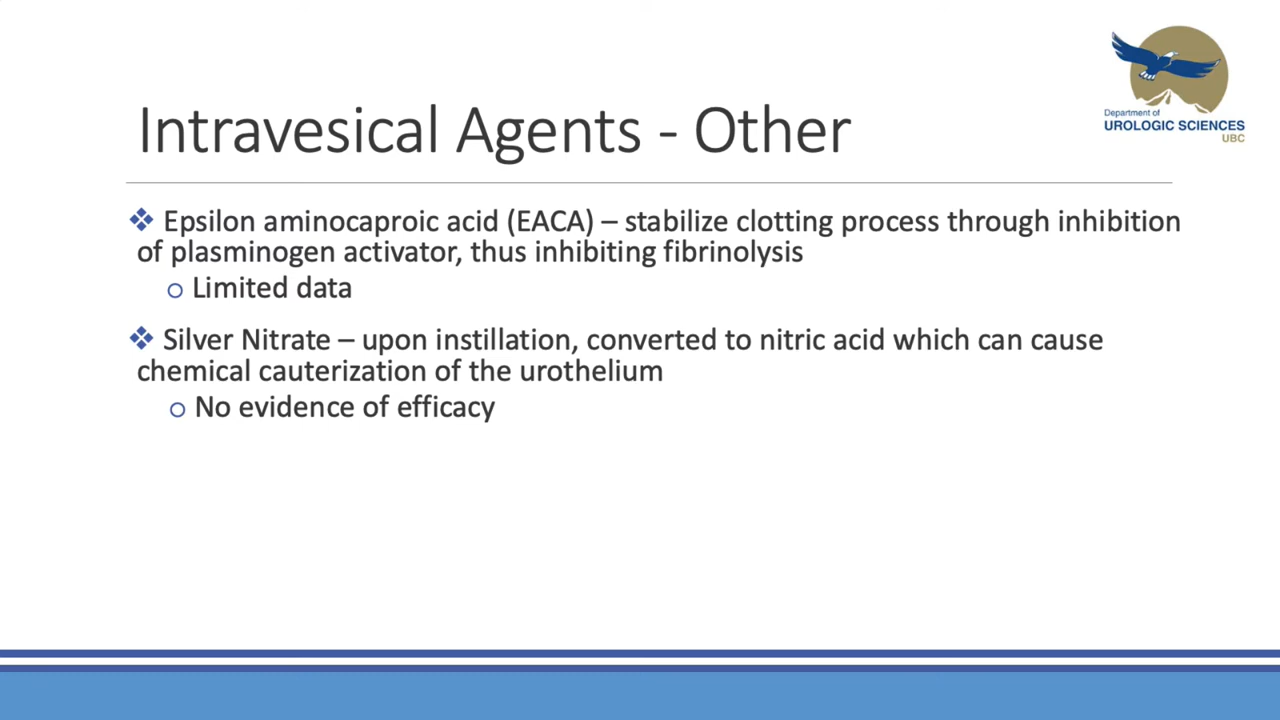 Department of
UROLOGIC SCIENCES
UBC
Intravesical Agents - Other
❖ Epsilon aminocaproic acid (EACA) – stabilize clotting process through inhibition
of plasminogen activator, thus inhibiting fibrinolysis
o Limited data
❖ Silver Nitrate – upon instillation, converted to nitric acid which can cause
chemical cauterization of the urothelium
o No evidence of efficacy